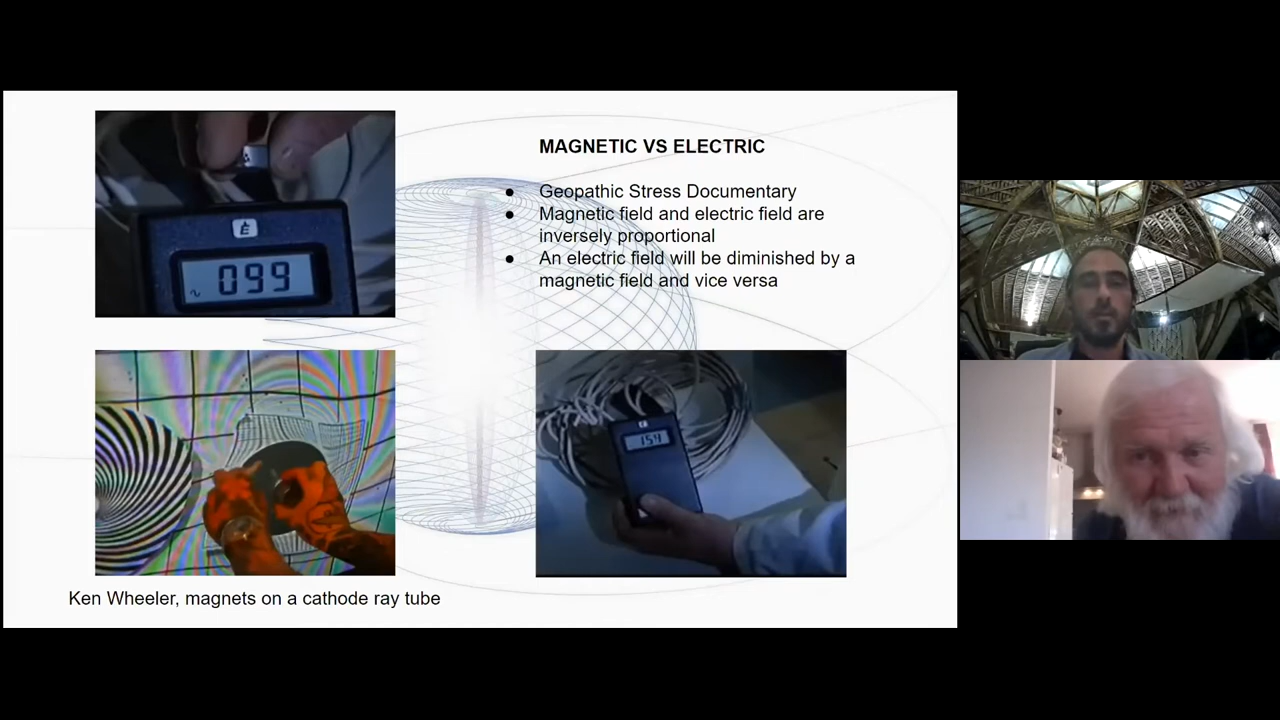 MAGNETIC VS ELECTRIC
● Geopathic Stress Documentary
● Magnetic field and electric field are
inversely proportional
● An electric field will be diminished by a
magnetic field and vice versa
099
154
Ken Wheeler, magnets on a cathode ray tube